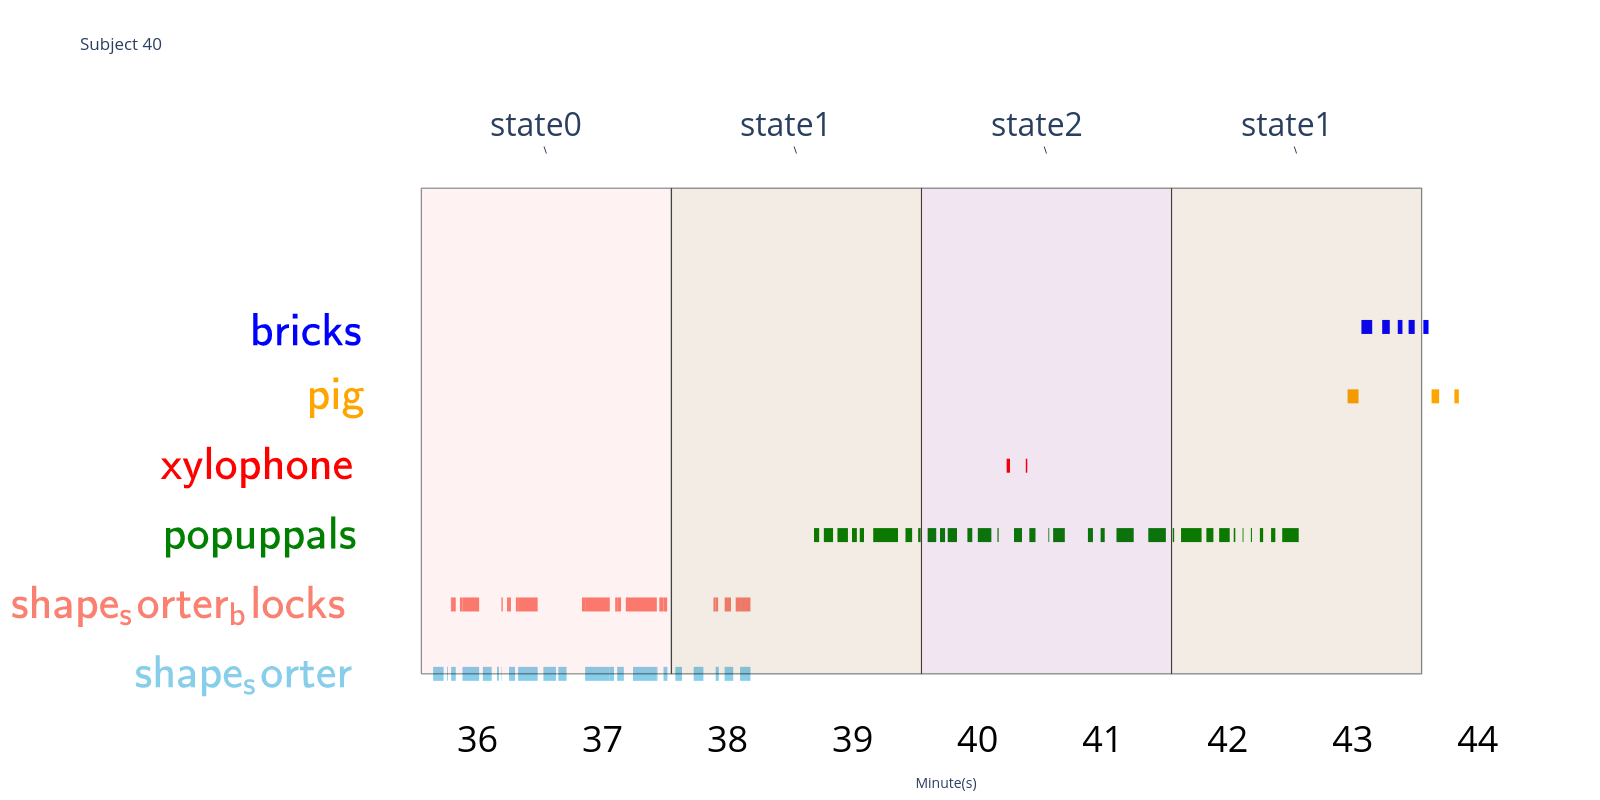 Subject 40
state0 state1 state2 state1
bricks
pig
xylophone
popuppals
shapesorterblocks
shapesorter
36 37 38 39 40 41 42 43 44
Minute(s)